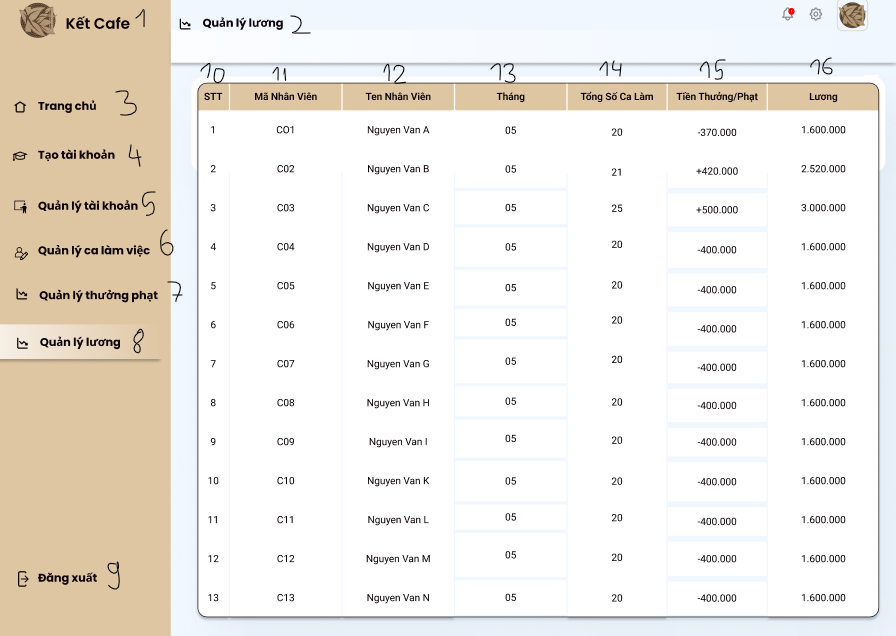 Kết Cafe 1
Quản lý lương 2
Trang chủ 3
Tạo tài khoản 4
Quản lý tài khoản 5
Quản lý ca làm việc 6
Quản lý thưởng phạt 7
Quản lý lương 8
Đăng xuất 9
10 11 12 13 14 15 16
STT Mã Nhân Viên Ten Nhân Viên Tháng Tổng Số Ca Làm Tiền Thưởng/Phạt Lương
1 CO1 Nguyen Van A 05 20 -370.000 1.600.000
2 C02 Nguyen Van B 05 21 +420.000 2.520.000
3 C03 Nguyen Van C 05 25 +500.000 3.000.000
4 C04 Nguyen Van D 05 20 -400.000 1.600.000
5 C05 Nguyen Van E 05 20 -400.000 1.600.000
6 C06 Nguyen Van F 05 20 -400.000 1.600.000
7 C07 Nguyen Van G 05 20 -400.000 1.600.000
8 C08 Nguyen Van H 05 20 -400.000 1.600.000
9 C09 Nguyen Van I 05 20 -400.000 1.600.000
10 C10 Nguyen Van K 05 20 -400.000 1.600.000
11 C11 Nguyen Van L 05 20 -400.000 1.600.000
12 C12 Nguyen Van M 05 20 -400.000 1.600.000
13 C13 Nguyen Van N 05 20 -400.000 1.600.000